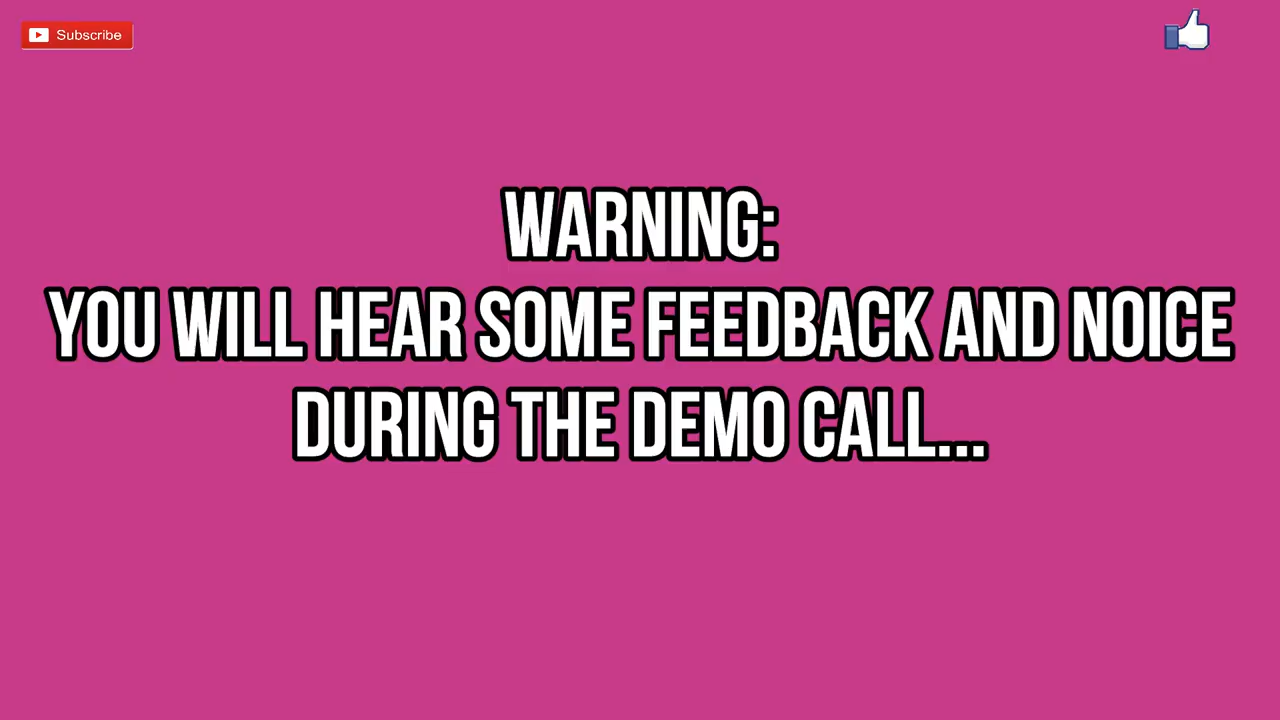 Subscribe
WARNING:
YOU WILL HEAR SOME FEEDBACK AND NOICE
DURING THE DEMO CALL...